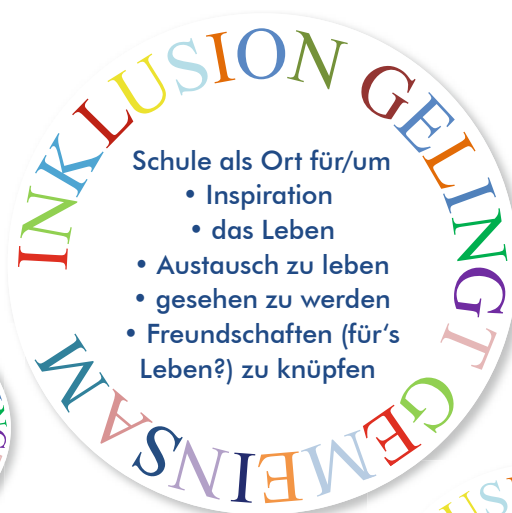 INKLUSION GELINGT GEMEINSAM
Schule als Ort für/um
• Inspiration
• das Leben
• Austausch zu leben
• gesehen zu werden
• Freundschaften (für‘s
Leben?) zu knüpfen